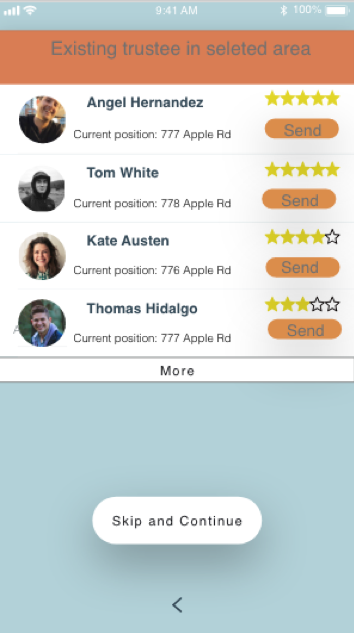 9:41 AM 100%
Existing trustee in seleted area
Angel Hernandez
Current position: 777 Apple Rd
Send
Tom White
Current position: 778 Apple Rd
Send
Kate Austen
Current position: 776 Apple Rd
Send
Thomas Hidalgo
Current position: 777 Apple Rd
Send
More
Skip and Continue